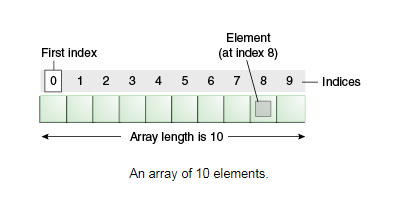 Element
First index (at index 8)
0 1 2 3 4 5 6 7 8 9 Indices
Array length is 10
An array of 10 elements.